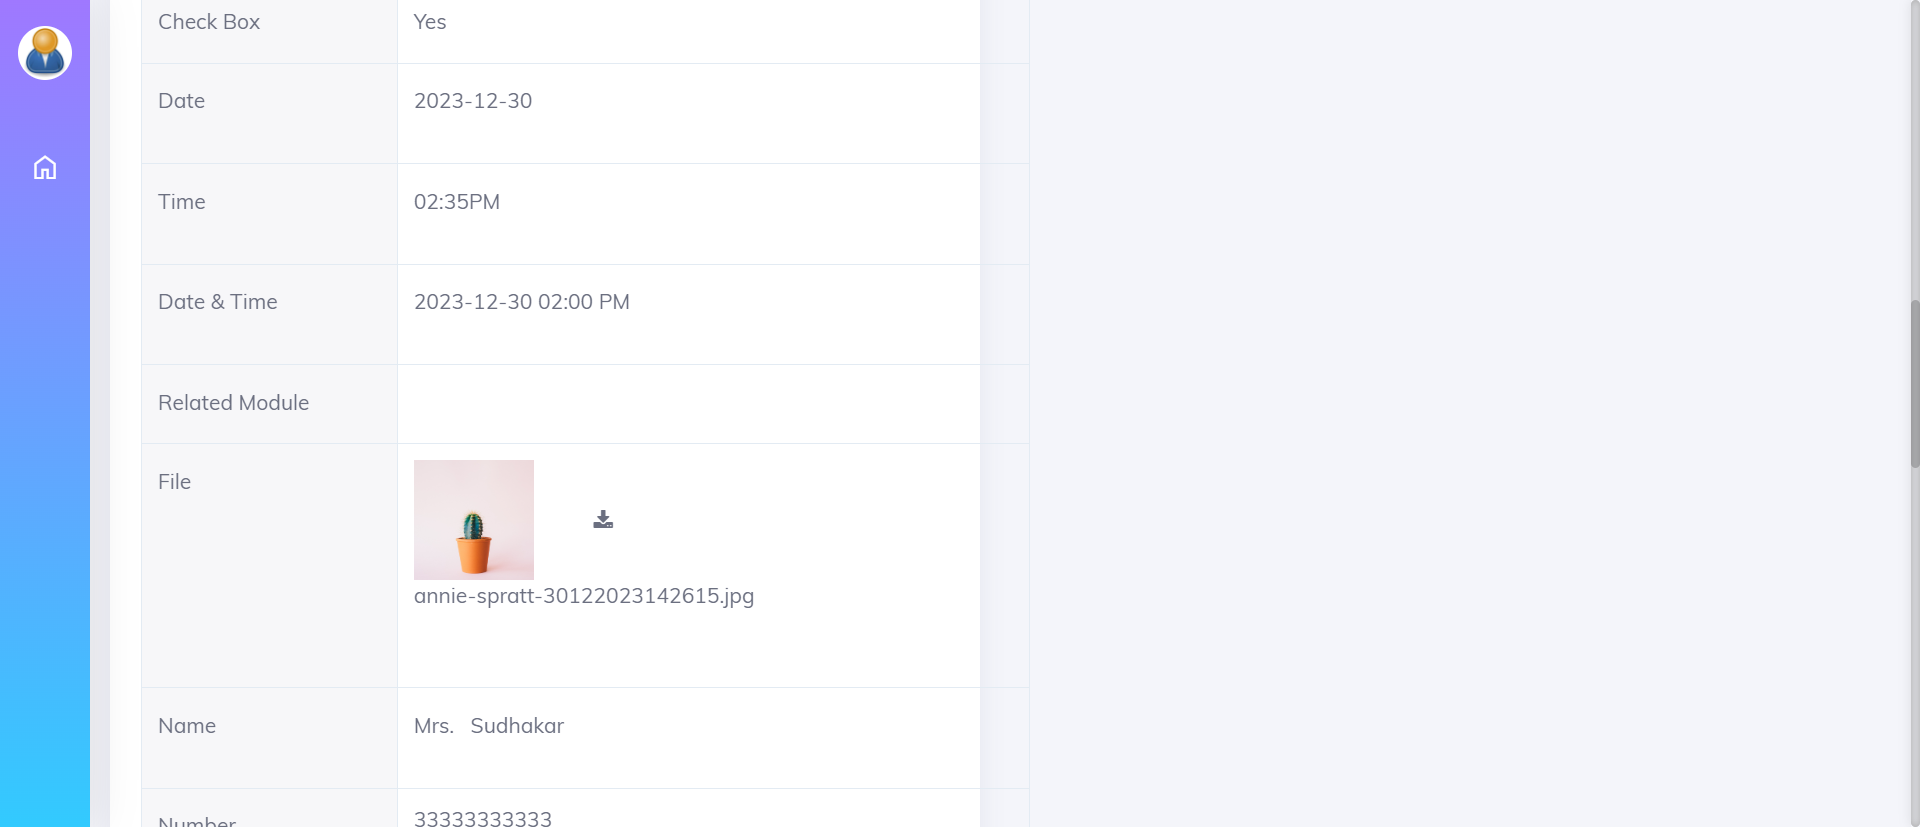 Check Box Yes
Date 2023-12-30
Time 02:35PM
Date & Time 2023-12-30 02:00 PM
Related Module
File
annie-spratt-30122023142615.jpg
Name Mrs. Sudhakar
Number 33333333333